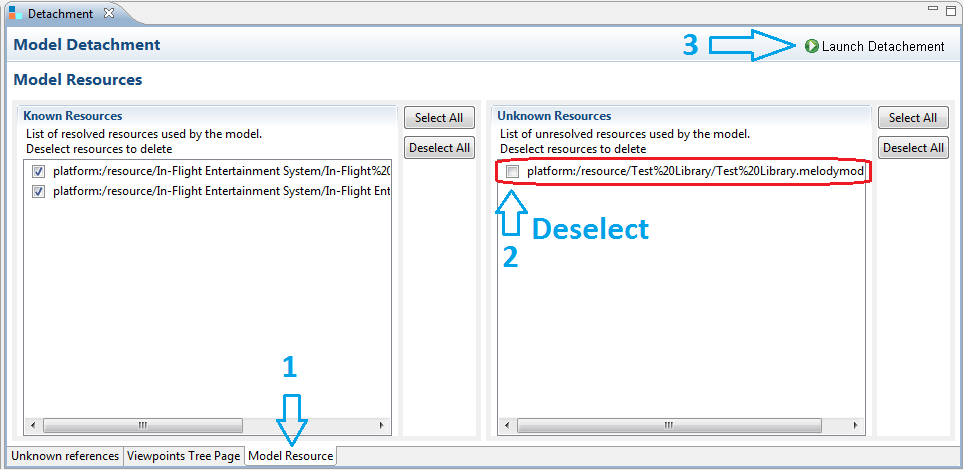 Detachment
Model Detachment
3
Launch Detachement
Model Resources
Known Resources
List of resolved resources used by the model.
Deselect resources to delete
platform:/resource/In-Flight Entertainment System/In-Flight%20
platform:/resource/In-Flight Entertainment System/In-Flight Ent
Select All
Deselect All
Unknown Resources
List of unresolved resources used by the model.
Deselect resources to delete
platform:/resource/Test%20Library/Test%20Library.melodymod
Select All
Deselect All
Deselect
2
1
Unknown references
Viewpoints Tree Page
Model Resource